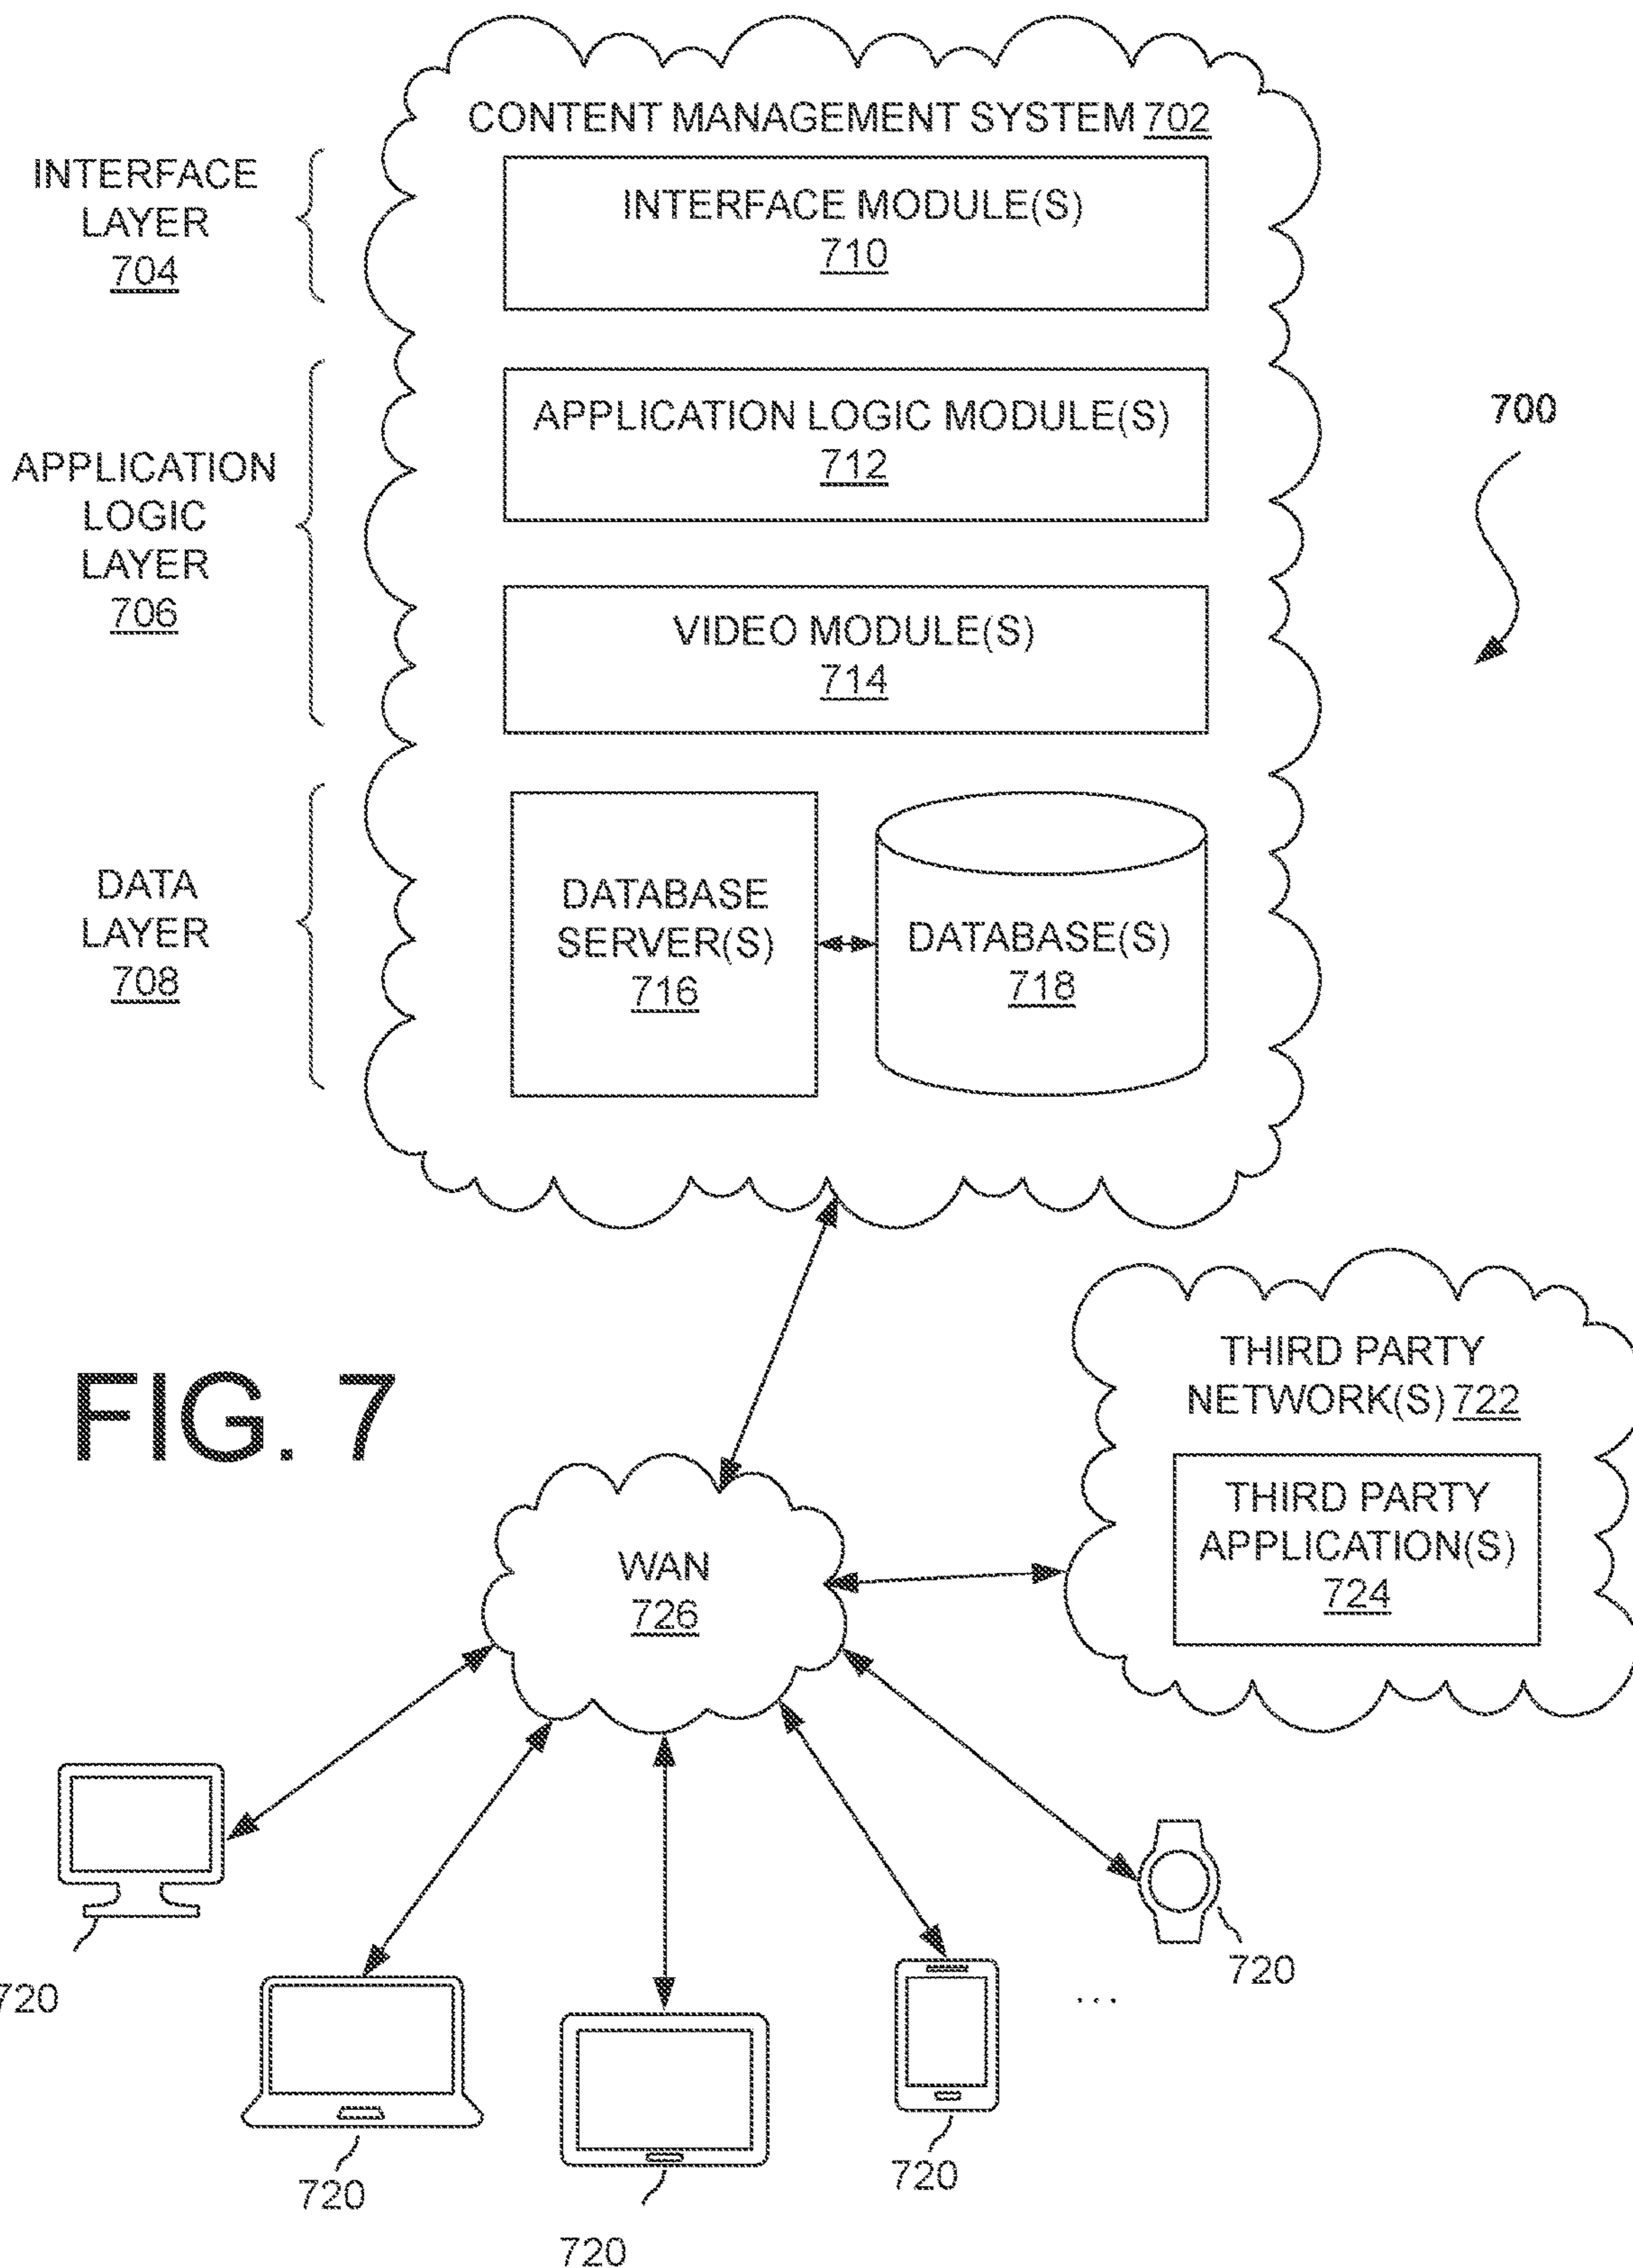 CONTENT MANAGEMENT SYSTEM 702
INTERFACE
LAYER
704
INTERFACE MODULE(S)
710
APPLICATION
LOGIC
LAYER
706
APPLICATION LOGIC MODULE(S)
712
700
VIDEO MODULE(S)
714
DATA
LAYER
708
DATABASE
SERVER(S)
716
DATABASE(S)
718
FIG. 7
THIRD PARTY
NETWORK(S) 722
THIRD PARTY
APPLICATION(S)
724
WAN
726
720
720
720
720
...
720